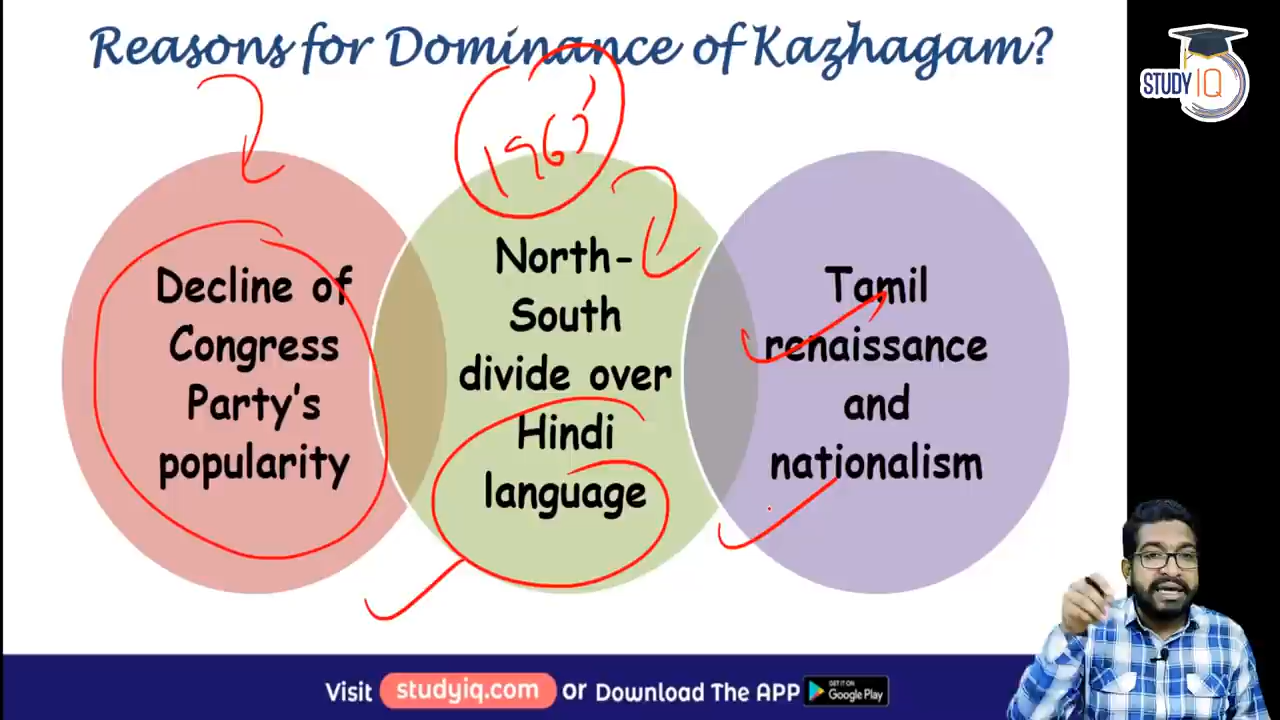 Reasons for Dominance of Kazhagam?
STUDY IQ
Decline of
Congress
Party's
popularity
North-
South
divide over
Hindi
language
Tamil
renaissance
and
nationalism
Visit studyiq.com or Download The APP
GET IT ON
Google Play